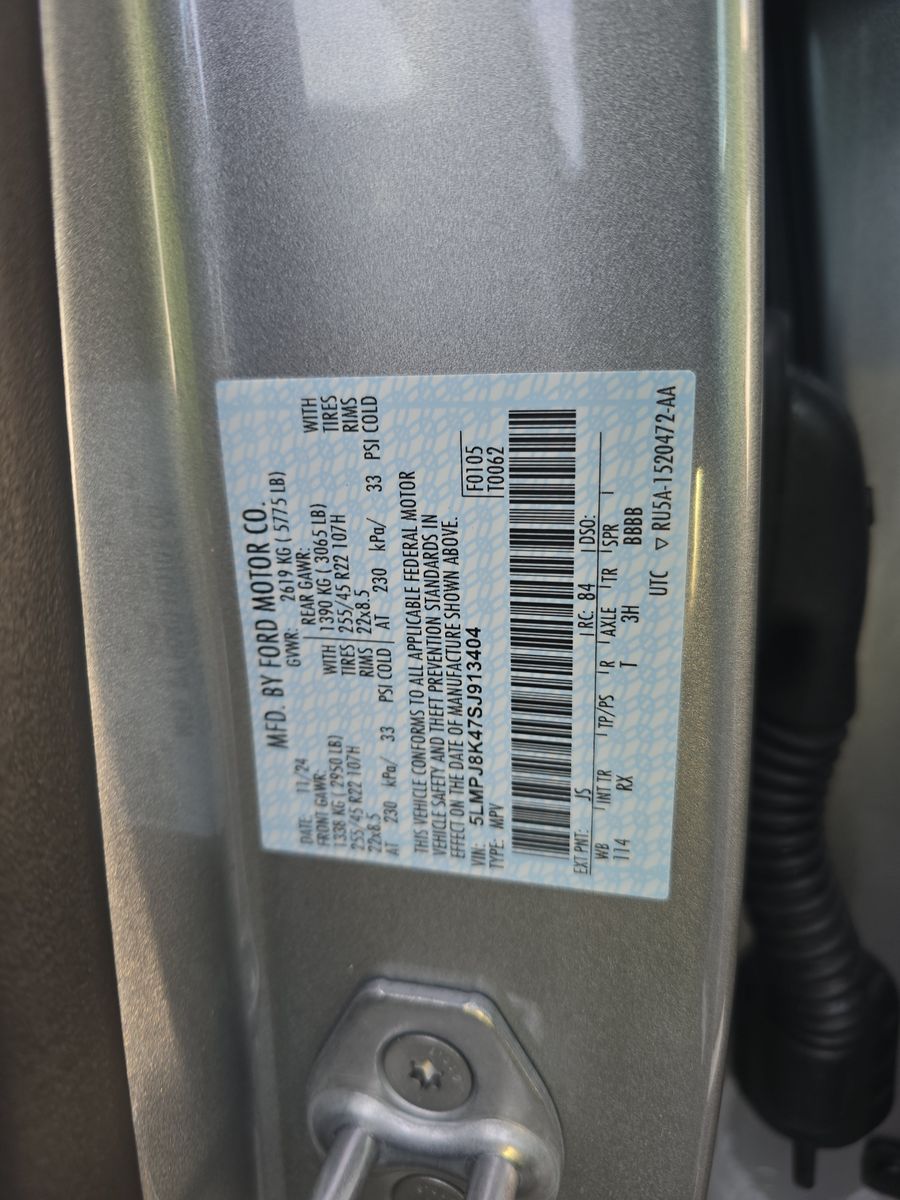 MFD. BY FORD MOTOR CO.
DATE: 11/24 GVWR: 2619 KG ( 5775 LB)
FRONT GAWR: REAR GAWR:
1338 KG ( 2950 LB) WITH 1390 KG ( 3065 LB) WITH
255/45 R22 107H TIRES 255/45 R22 107H TIRES
22x8.5 RIMS 22x8.5 RIMS
AT 230 kPa/ 33 PSI COLD AT 230 kPa/ 33 PSI COLD
THIS VEHICLE CONFORMS TO ALL APPLICABLE FEDERAL MOTOR
VEHICLE SAFETY AND THEFT PREVENTION STANDARDS IN
EFFECT ON THE DATE OF MANUFACTURE SHOWN ABOVE.
VIN: 5LMPJ8K47SJ913404 F0105
TYPE: MPV T0062
EXT PNT: JS RC: 84 DSO:
WB INT TR TP/PS R AXLE TR SPR
114 RX T 3H BBBB
UTC ▽ RU5A-1520472-AA